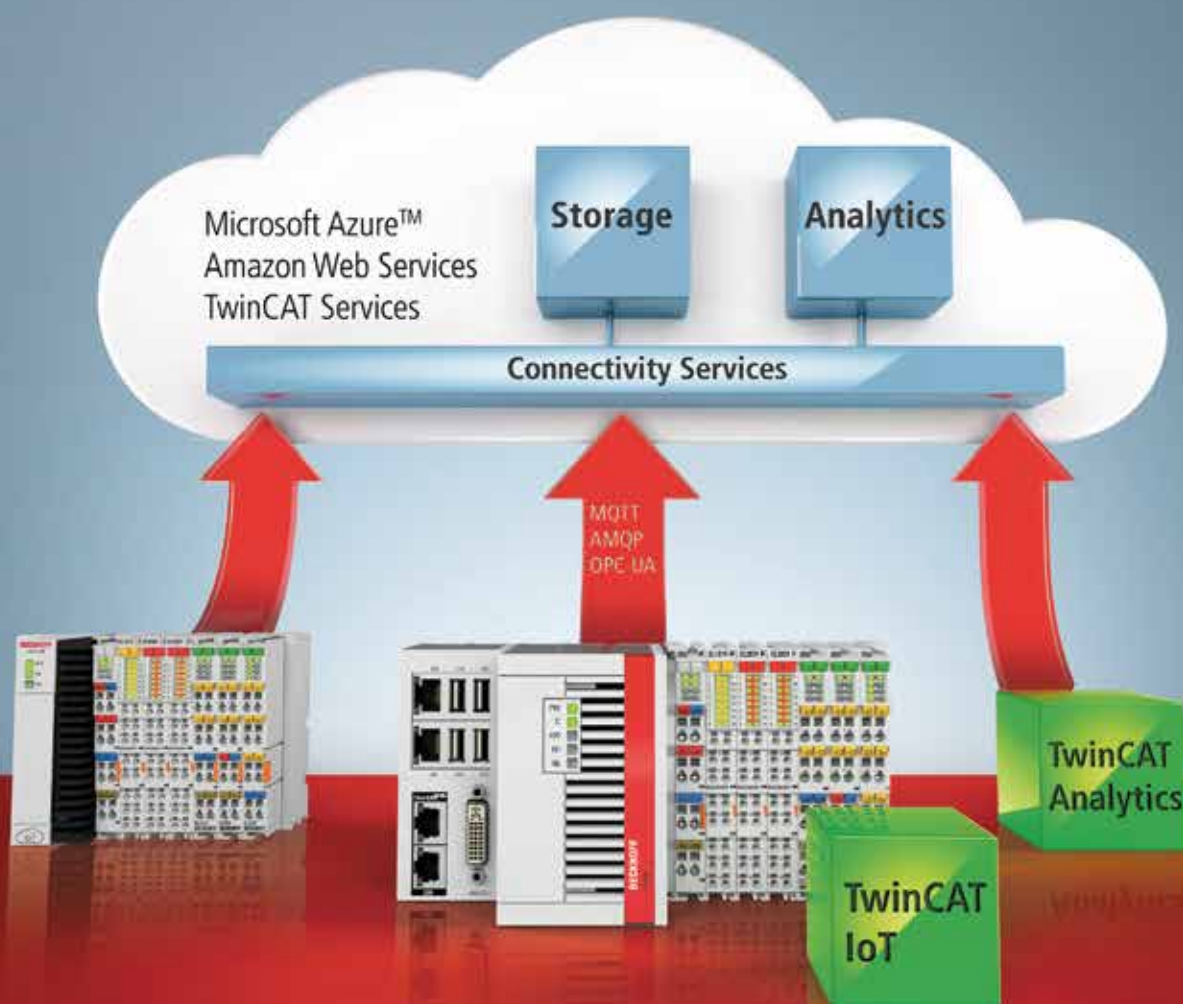 Microsoft Azure™
Amazon Web Services
TwinCAT Services
Storage
Analytics
Connectivity Services
MQTT
AMQP
OPC UA
BECKHOFF
TwinCAT
Analytics
TwinCAT
IoT